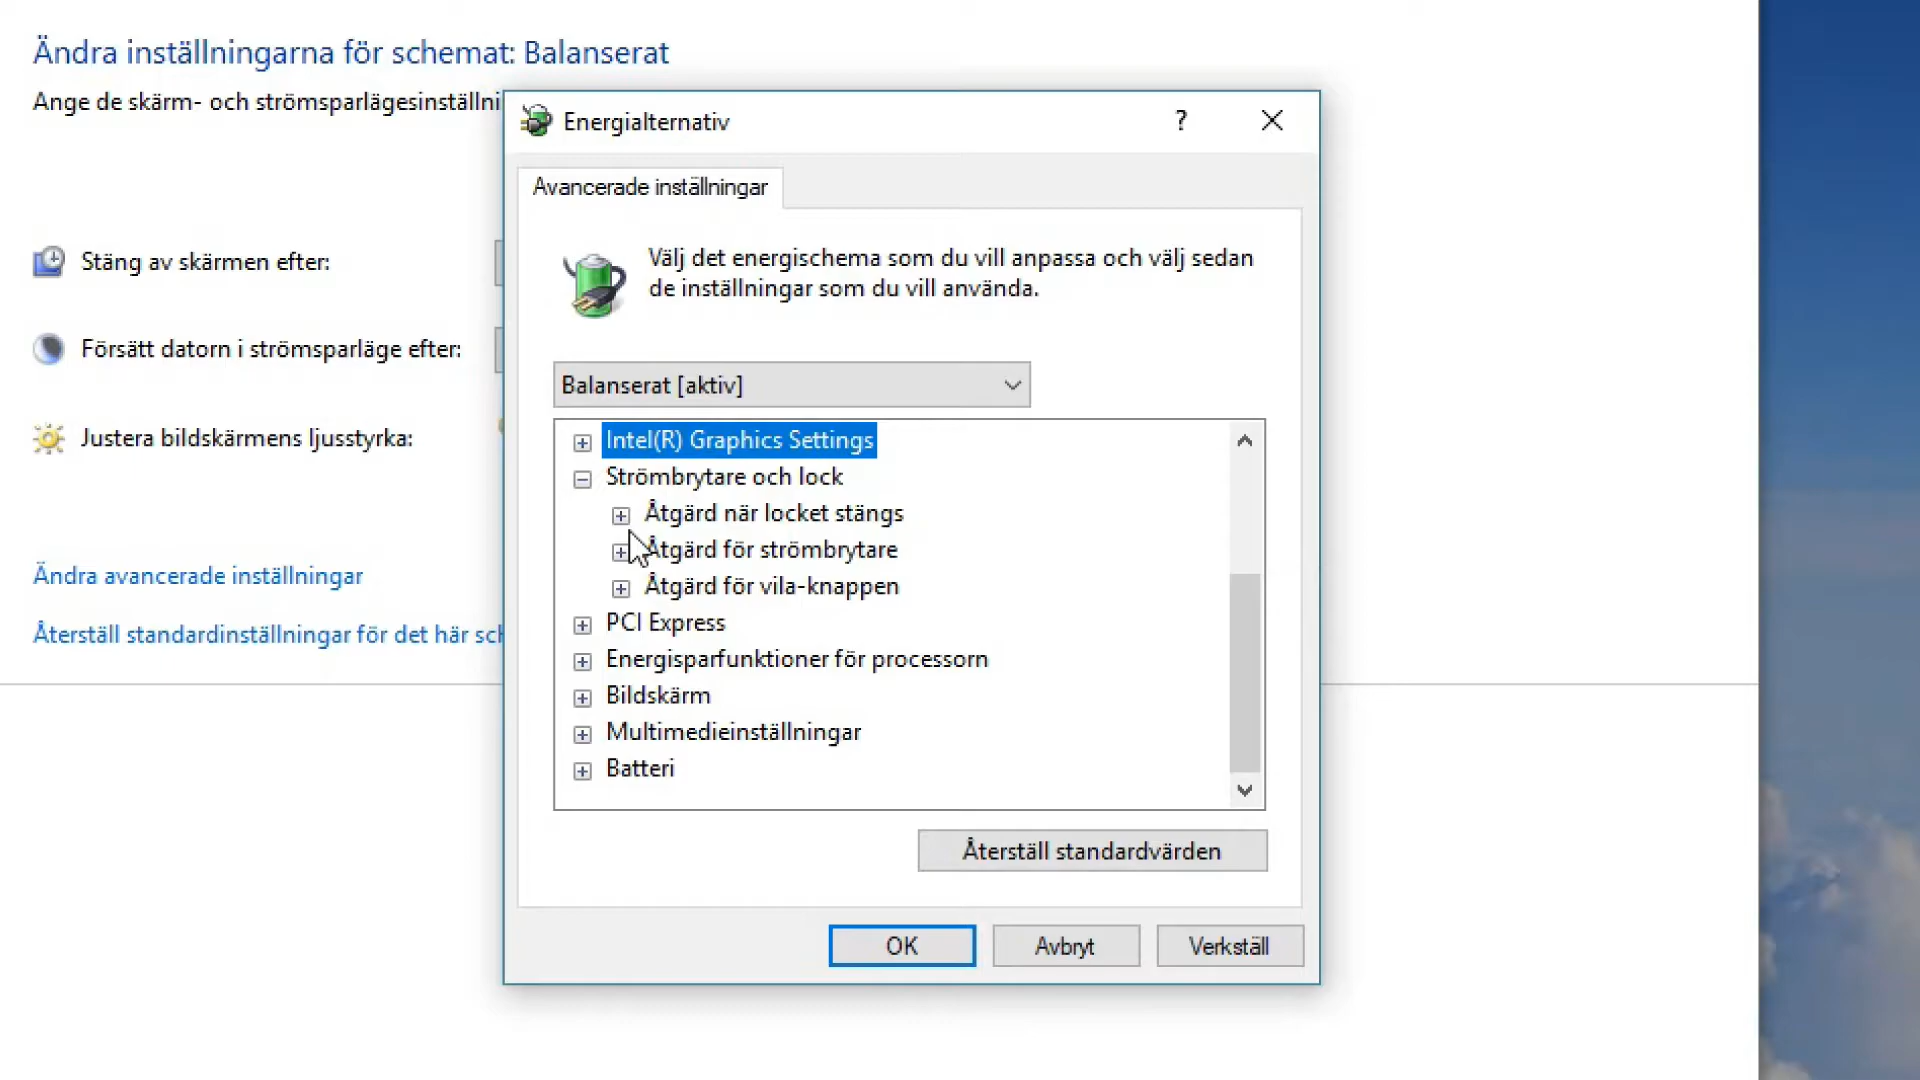 Ändra inställningarna för schemat: Balanserat
Ange de skärm- och strömsparlägesinställni
Energialternativ
?
Avancerade inställningar
Välj det energischema som du vill anpassa och välj sedan
de inställningar som du vill använda.
Stäng av skärmen efter:
Försätt datorn i strömsparläge efter:
Justera bildskärmens ljusstyrka:
Ändra avancerade inställningar
Återställ standardinställningar för det här sch
Balanserat [aktiv]
Intel(R) Graphics Settings
Strömbrytare och lock
Åtgärd när locket stängs
Åtgärd för strömbrytare
Åtgärd för vila-knappen
PCI Express
Energisparfunktioner för processorn
Bildskärm
Multimedieinställningar
Batteri
Återställ standardvärden
OK
Avbryt
Verkställ